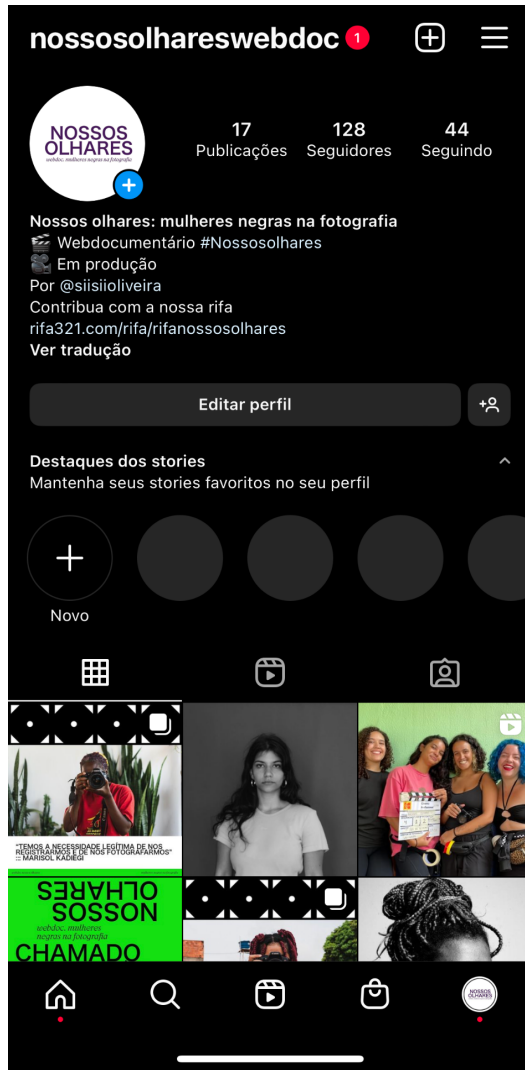 nossosolhareswebdoc 1
NOSSOS
OLHARES
webdoc. mulheres negras na fotografia
17
Publicações
128
Seguidores
44
Seguindo
Nossos olhares: mulheres negras na fotografia
Webdocumentário #Nossosolhares
Em produção
Por @siisiioliveira
Contribua com a nossa rifa
rifa321.com/rifa/rifanossosolhares
Ver tradução
Editar perfil
Destaques dos stories
Mantenha seus stories favoritos no seu perfil
Novo
"TEMOS A NECESSIDADE LEGÍTIMA DE NOS
REGISTRARMOS E DE NOS FOTOGRAFARMOS"
::: MARISOL KADIEGI
OLHARES
NOSSOS
webdoc. mulheres
negras na fotografia
CHAMADO
NOSSOS
OLHARES